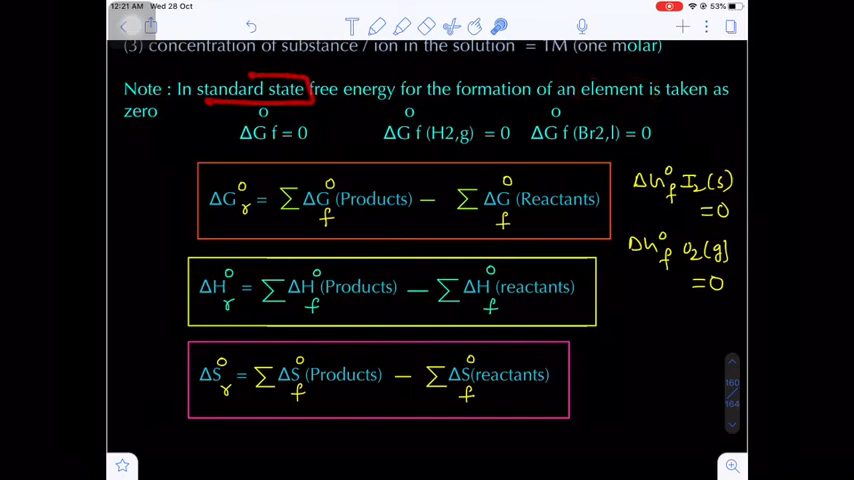 12:21 AM Wed 28 Oct
53%
(3) concentration of substance / ion in the solution = 1M (one molar)
Note : In standard state free energy for the formation of an element is taken as
zero
ΔG°f = 0 ΔG°f (H2,g) = 0 ΔG°f (Br2,l) = 0
ΔG°r = ∑ ΔG°f (Products) — ∑ ΔG°f (Reactants)
Δh°f I2(s)
=0
Δh°f O2(g)
=0
ΔH°r = ∑ ΔH°f (Products) — ∑ ΔH°f (reactants)
ΔS°r = ∑ ΔS°f (Products) — ∑ ΔS°f (reactants)
160
/
164